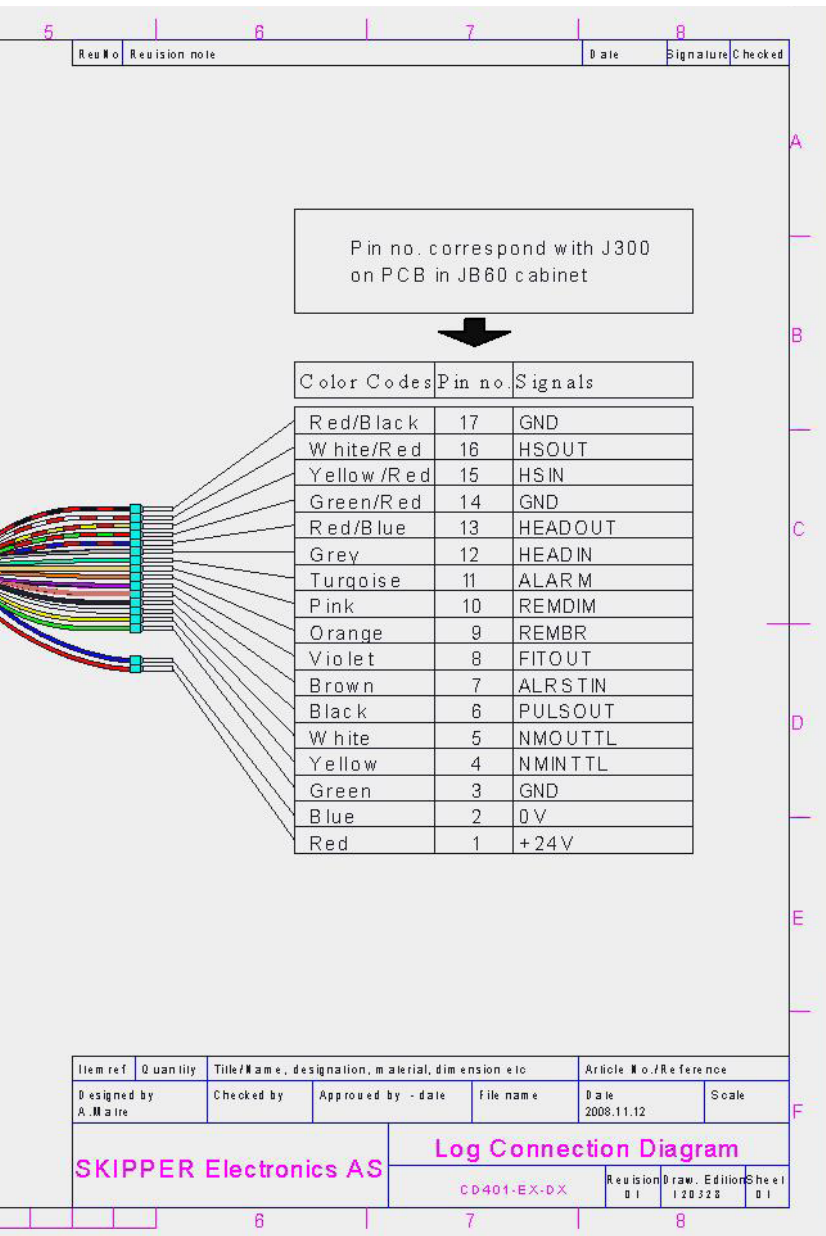 5 6 7 8
RevNo Revision note Date Signature Checked
A
Pin no. correspond with J300
on PCB in JB60 cabinet
B
Color Codes Pin no. Signals
Red/Black 17 GND
White/Red 16 HSOUT
Yellow/Red 15 HSIN
Green/Red 14 GND
Red/Blue 13 HEADOUT
C
Grey 12 HEADIN
Turqoise 11 ALARM
Pink 10 REMDIM
Orange 9 REMBR
Violet 8 FITOUT
Brown 7 ALRSTIN
Black 6 PULSOUT
D
White 5 NMOUTTL
Yellow 4 NMINTTL
Green 3 GND
Blue 2 0V
Red 1 +24V
E
Item ref Quantity Title/Name, designation, material, dimension etc Article No./Reference
Designed by Checked by Approved by - date File name Date Scale
A.Maire 2008.11.12
F
SKIPPER Electronics AS
Log Connection Diagram
CD401-EX-DX
Revision Draw. Edition Sheet
01 120328 01
6 7 8